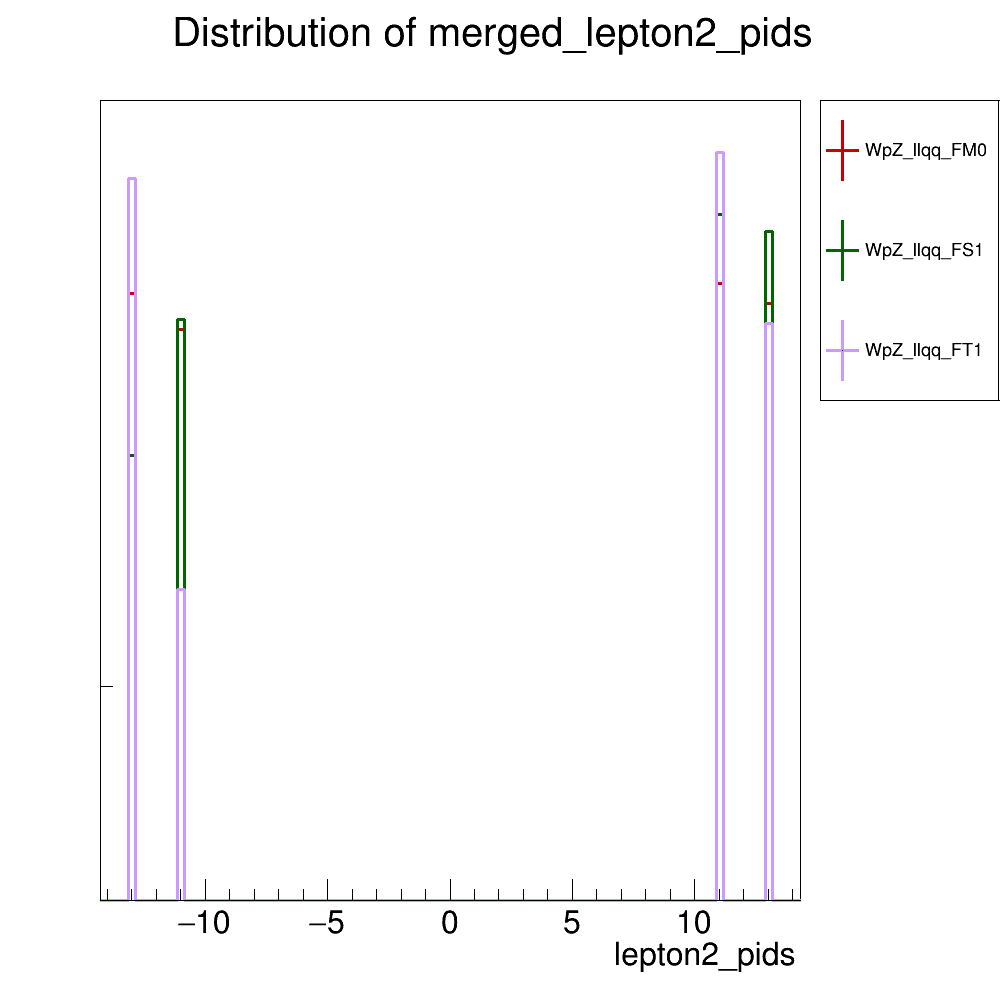 Distribution of merged_lepton2_pids
WpZ_llqq_FM0
WpZ_llqq_FS1
WpZ_llqq_FT1
−10 −5 0 5 10
lepton2_pids